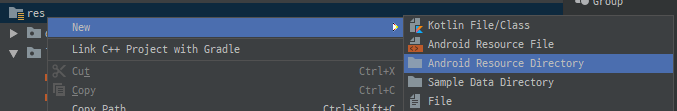 res
Group
New
Kotlin File/Class
Link C++ Project with Gradle
Android Resource File
Android Resource Directory
Cut Ctrl+X
Sample Data Directory
Copy Ctrl+C
File
Copy Path Ctrl+Shift+C